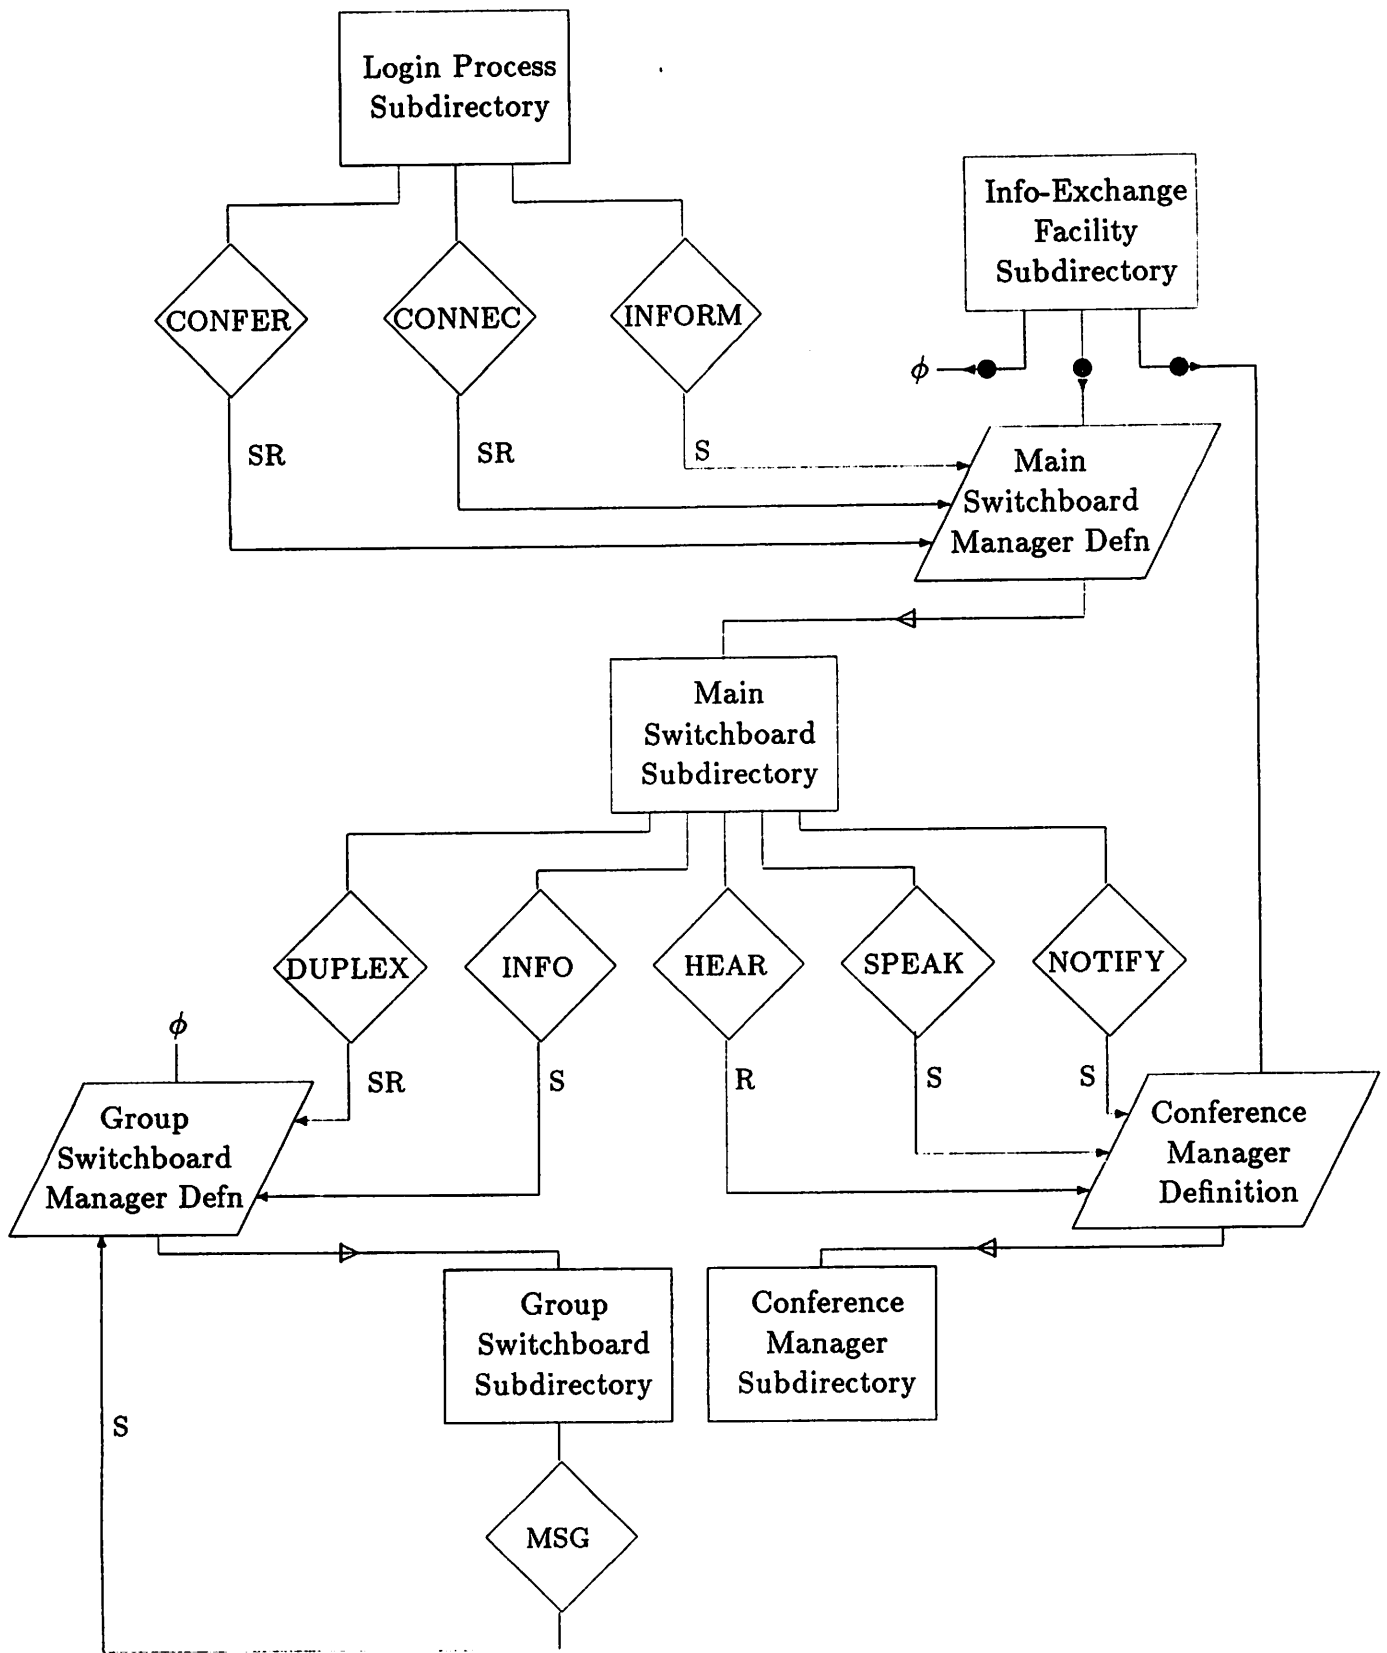 Login Process
Subdirectory
Info-Exchange
Facility
Subdirectory
CONFER
CONNEC
INFORM
ϕ
SR
SR
S
Main
Switchboard
Manager Defn
Main
Switchboard
Subdirectory
DUPLEX
INFO
HEAR
SPEAK
NOTIFY
ϕ
SR
S
R
S
S
Group
Switchboard
Manager Defn
Conference
Manager
Definition
Group
Switchboard
Subdirectory
Conference
Manager
Subdirectory
S
MSG